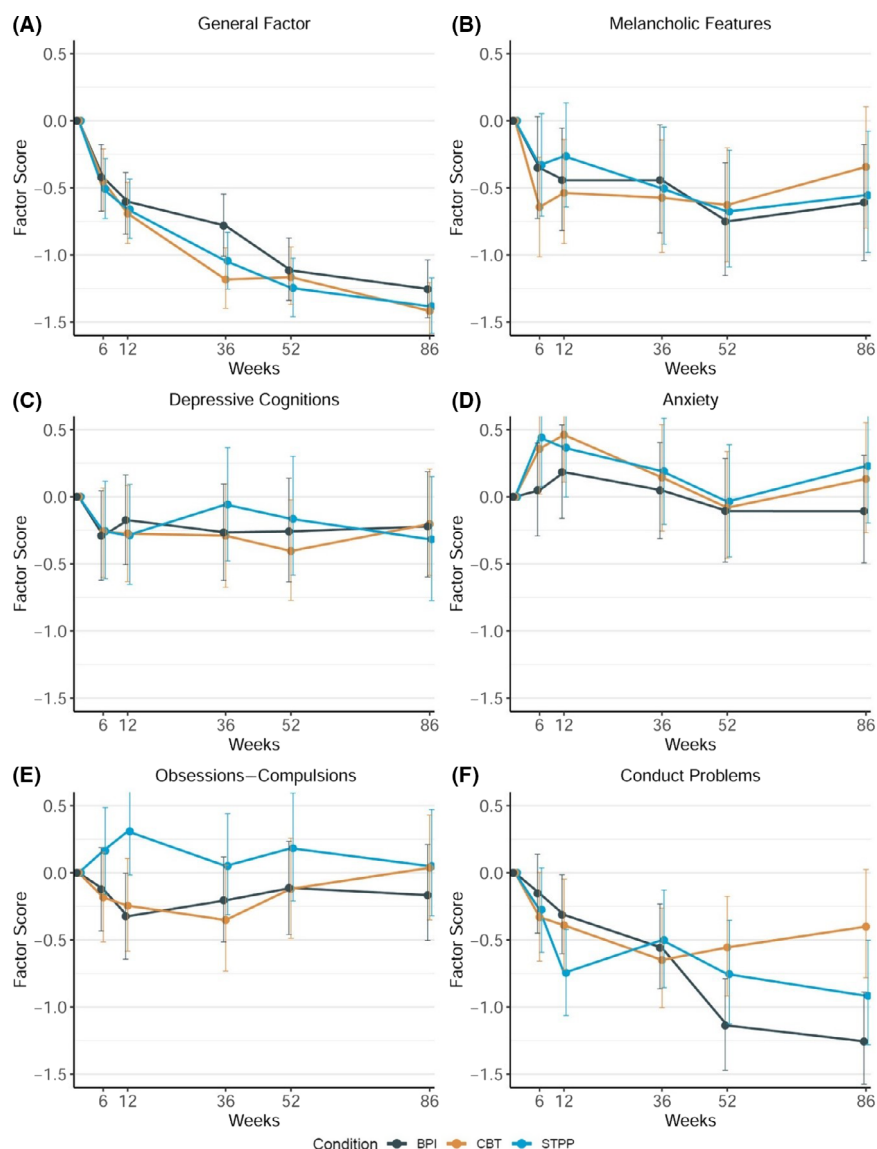 (A) General Factor
0.5
0.0
−0.5
−1.0
−1.5
Factor Score
6 12 36 52 86
Weeks
(B) Melancholic Features
0.5
0.0
−0.5
−1.0
−1.5
Factor Score
6 12 36 52 86
Weeks
(C) Depressive Cognitions
0.5
0.0
−0.5
−1.0
−1.5
Factor Score
6 12 36 52 86
Weeks
(D) Anxiety
0.5
0.0
−0.5
−1.0
−1.5
Factor Score
6 12 36 52 86
Weeks
(E) Obsessions−Compulsions
0.5
0.0
−0.5
−1.0
−1.5
Factor Score
6 12 36 52 86
Weeks
(F) Conduct Problems
0.5
0.0
−0.5
−1.0
−1.5
Factor Score
6 12 36 52 86
Weeks
Condition BPI CBT STPP